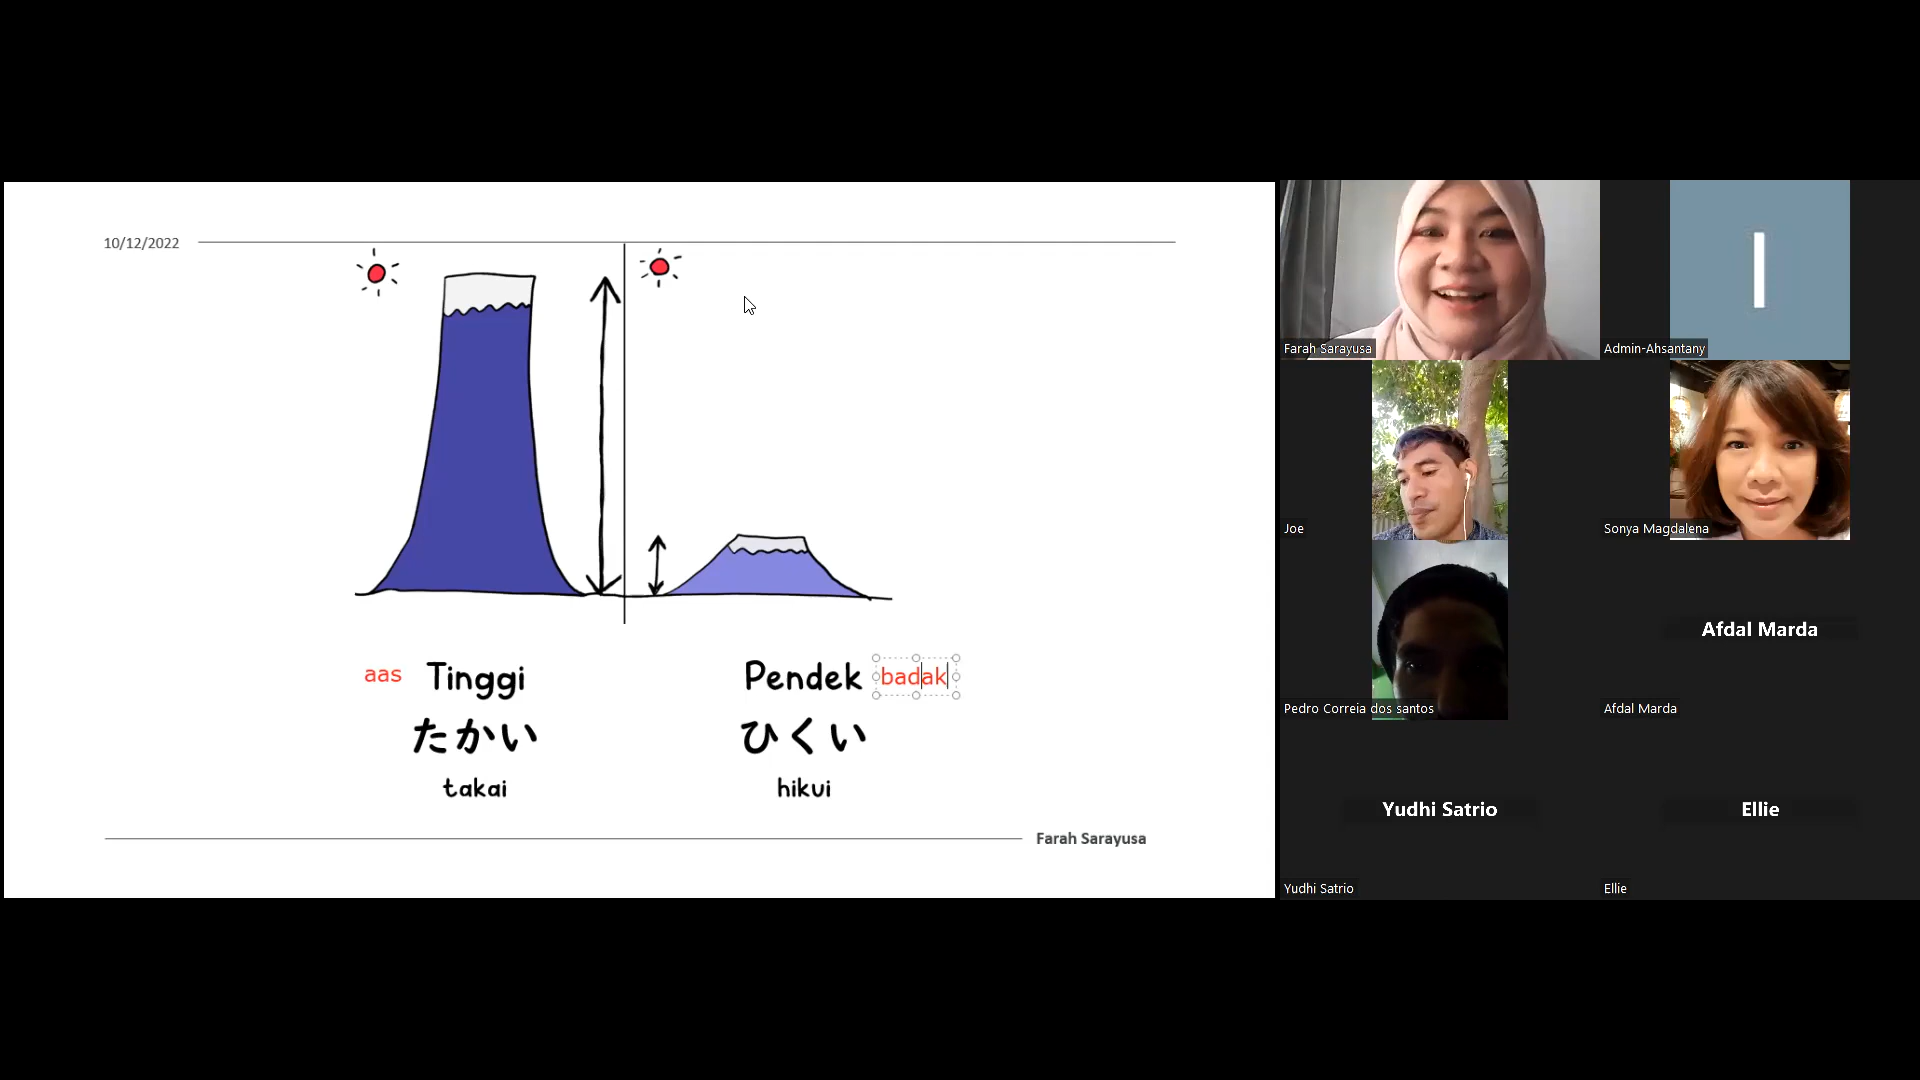 10/12/2022
aas Tinggi
たかい
takai
Pendek badak
ひくい
hikui
Farah Sarayusa
Farah Sarayusa
Admin-Ahsantany
I
Joe
Sonya Magdalena
Pedro Correia dos santos
Afdal Marda
Afdal Marda
Yudhi Satrio
Yudhi Satrio
Ellie
Ellie